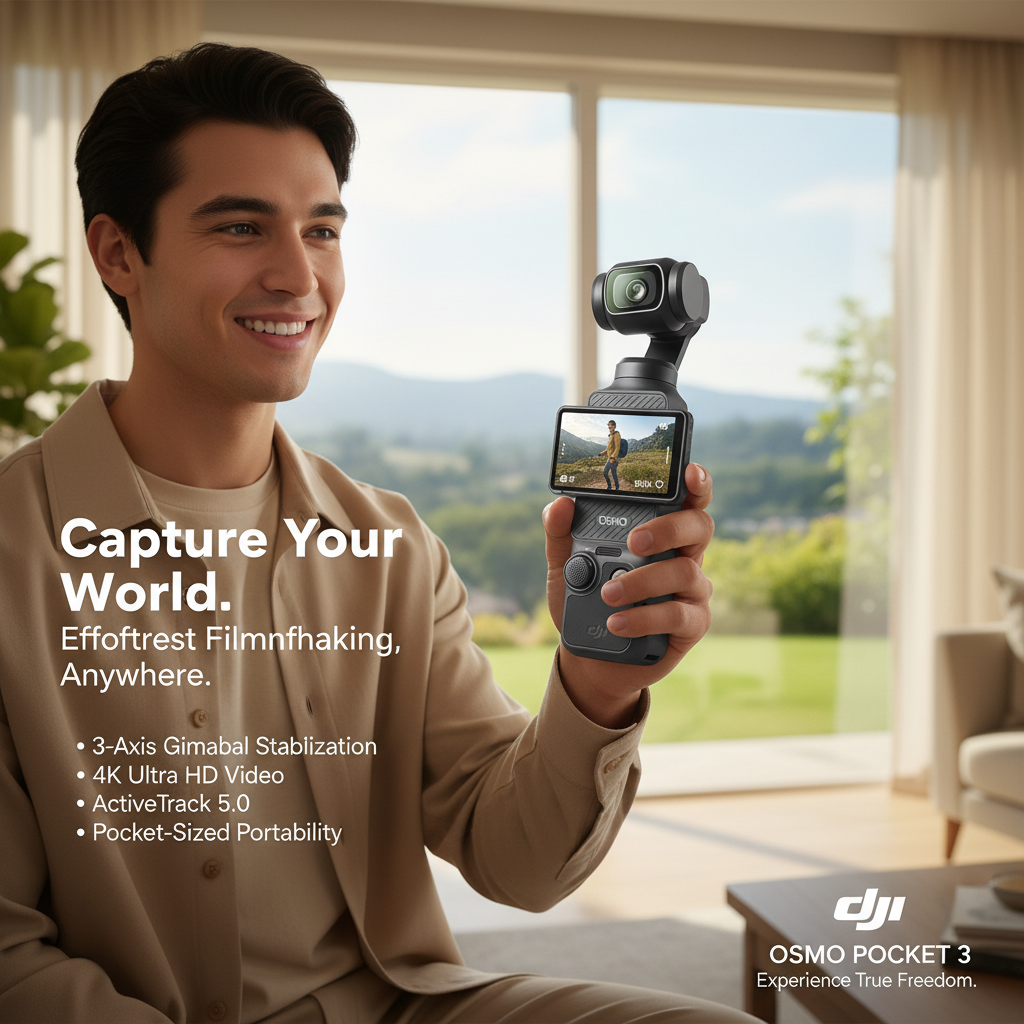 Capture Your
World.
Effoftrest Filmnfhaking,
Anywhere.
• 3-Axis Gimabal Stabilization
• 4K Ultra HD Video
• ActiveTrack 5.0
• Pocket-Sized Portability
OSMO
dji
dji
OSMO POCKET 3
Experience True Freedom.